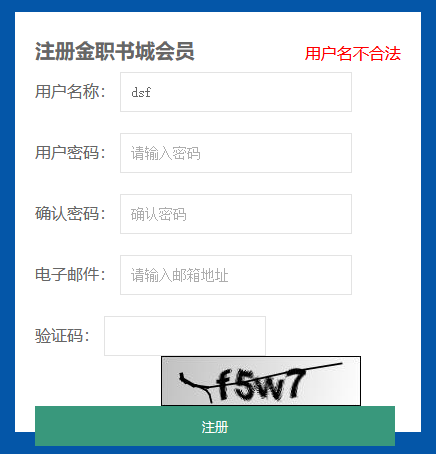 注册金职书城会员 用户名不合法
用户名称: dsf
用户密码: 请输入密码
确认密码: 确认密码
电子邮件: 请输入邮箱地址
验证码:
f5w7
注册